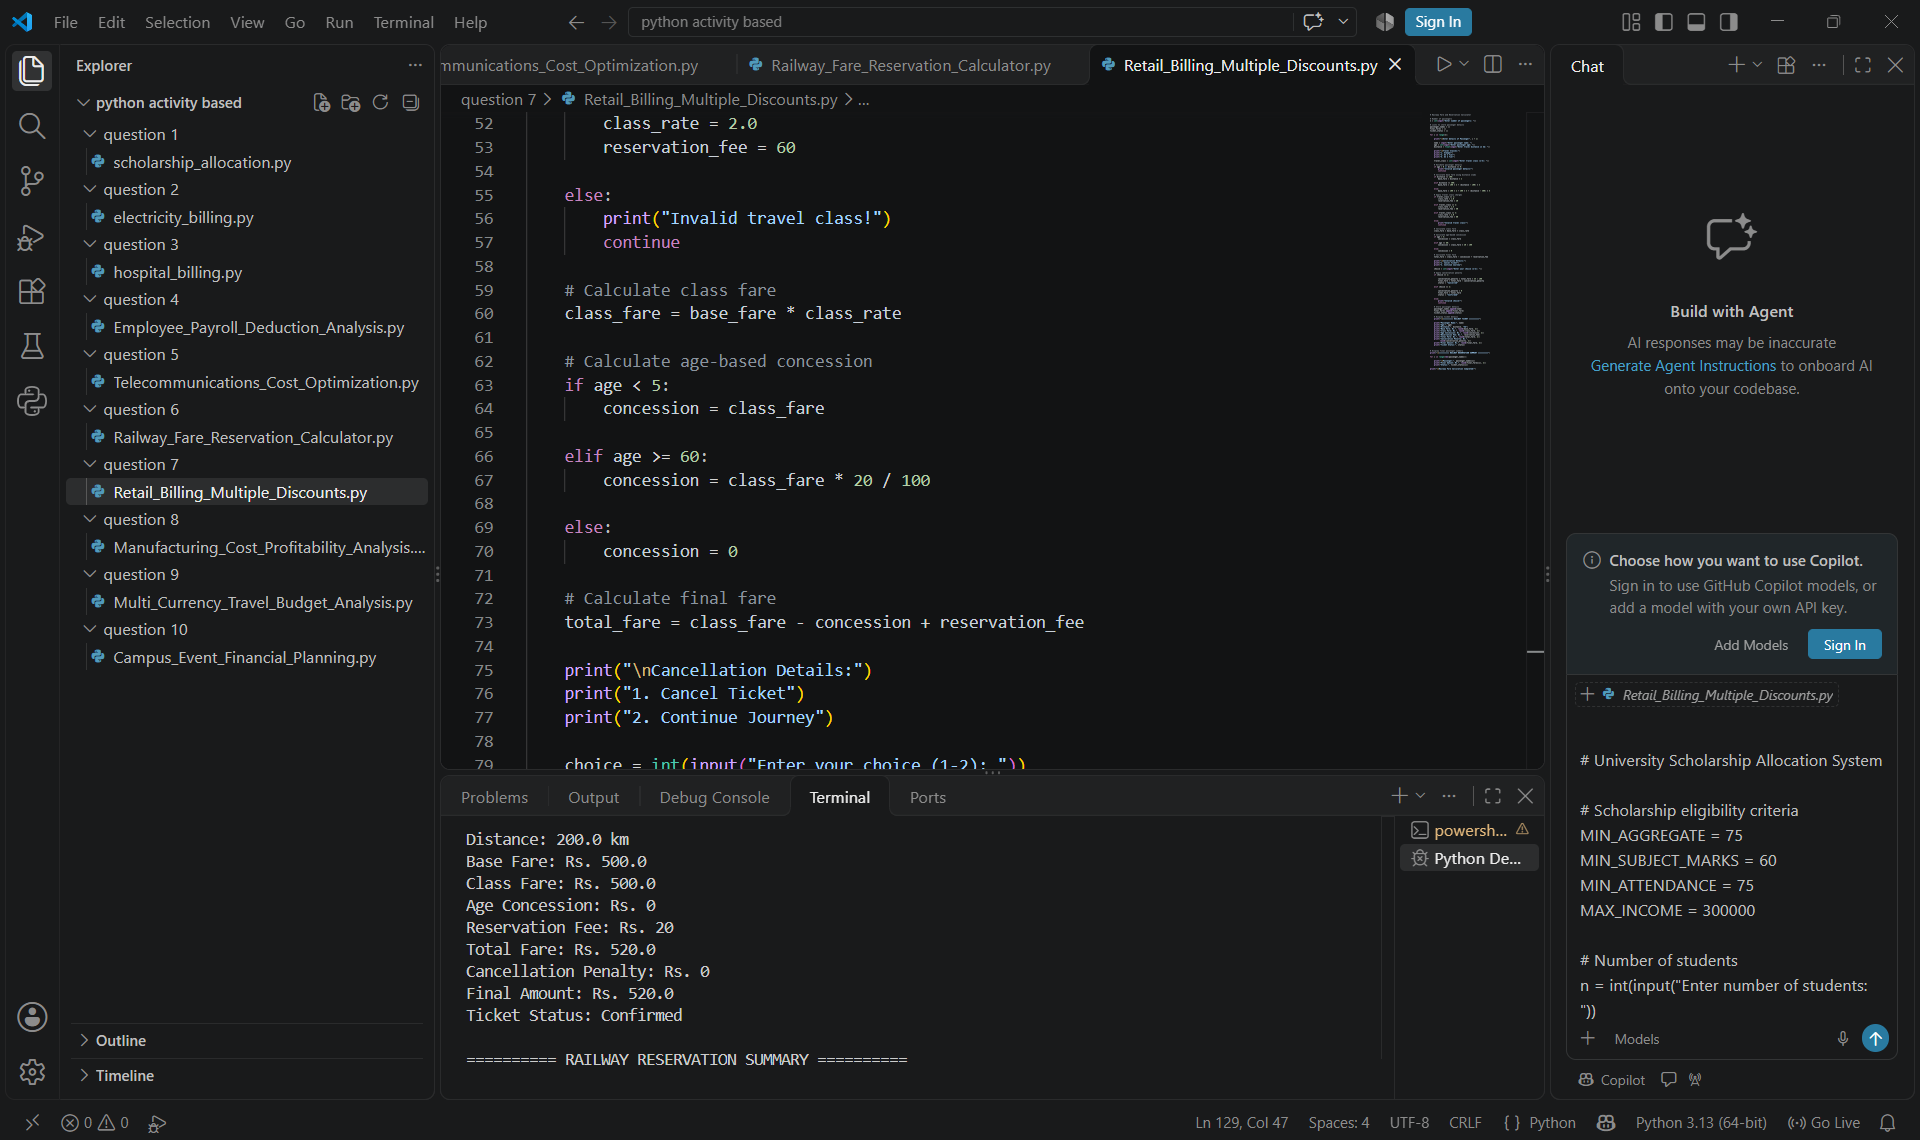 File Edit Selection View Go Run Terminal Help
python activity based
Sign In
Explorer
python activity based
question 1
scholarship_allocation.py
question 2
electricity_billing.py
question 3
hospital_billing.py
question 4
Employee_Payroll_Deduction_Analysis.py
question 5
Telecommunications_Cost_Optimization.py
question 6
Railway_Fare_Reservation_Calculator.py
question 7
Retail_Billing_Multiple_Discounts.py
question 8
Manufacturing_Cost_Profitability_Analysis....
question 9
Multi_Currency_Travel_Budget_Analysis.py
question 10
Campus_Event_Financial_Planning.py
Outline
Timeline
mmunications_Cost_Optimization.py
Railway_Fare_Reservation_Calculator.py
Retail_Billing_Multiple_Discounts.py
question 7 > Retail_Billing_Multiple_Discounts.py > ...
52 class_rate = 2.0
53 reservation_fee = 60
54
55 else:
56 print("Invalid travel class!")
57 continue
58
59 # Calculate class fare
60 class_fare = base_fare * class_rate
61
62 # Calculate age-based concession
63 if age < 5:
64 concession = class_fare
65
66 elif age >= 60:
67 concession = class_fare * 20 / 100
68
69 else:
70 concession = 0
71
72 # Calculate final fare
73 total_fare = class_fare - concession + reservation_fee
74
75 print("\nCancellation Details:")
76 print("1. Cancel Ticket")
77 print("2. Continue Journey")
78
79 choice = int(input("Enter your choice (1-2): "))
Problems Output Debug Console Terminal Ports
Distance: 200.0 km
Base Fare: Rs. 500.0
Class Fare: Rs. 500.0
Age Concession: Rs. 0
Reservation Fee: Rs. 20
Total Fare: Rs. 520.0
Cancellation Penalty: Rs. 0
Final Amount: Rs. 520.0
Ticket Status: Confirmed
========== RAILWAY RESERVATION SUMMARY ==========
powersh...
Python De...
Chat
Build with Agent
AI responses may be inaccurate
Generate Agent Instructions to onboard AI
onto your codebase.
Choose how you want to use Copilot.
Sign in to use GitHub Copilot models, or
add a model with your own API key.
Add Models Sign In
Retail_Billing_Multiple_Discounts.py
# University Scholarship Allocation System
# Scholarship eligibility criteria
MIN_AGGREGATE = 75
MIN_SUBJECT_MARKS = 60
MIN_ATTENDANCE = 75
MAX_INCOME = 300000
# Number of students
n = int(input("Enter number of students:
"))
Models
Copilot
0 0
Ln 129, Col 47 Spaces: 4 UTF-8 CRLF { } Python Python 3.13 (64-bit) Go Live